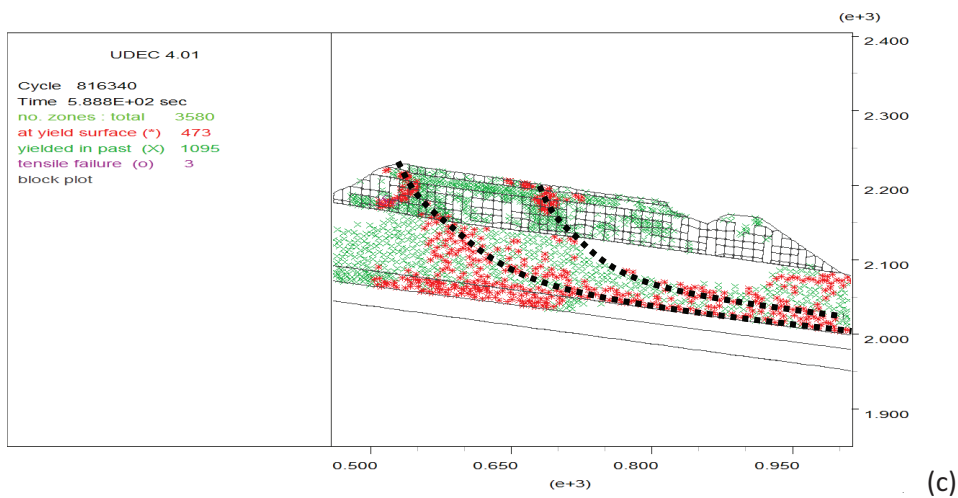 (e+3)
UDEC 4.01
2.400
Cycle 816340
Time 5.888E+02 sec
no. zones : total 3580
at yield surface (*) 473
yielded in past (X) 1095
tensile failure (o) 3
block plot
2.300
2.200
2.100
2.000
1.900
0.500 0.650 0.800 0.950
(e+3)
(c)